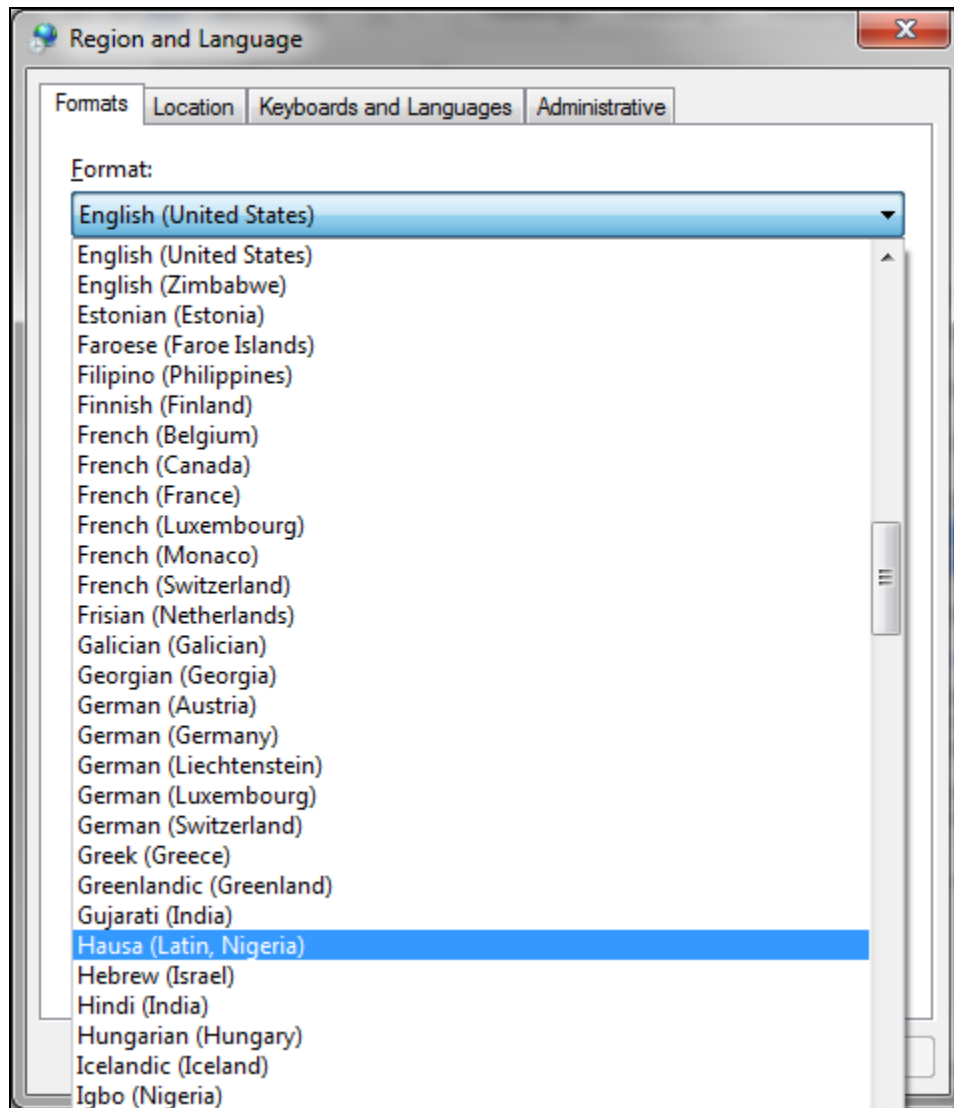 Region and Language
Formats Location Keyboards and Languages Administrative
Format:
English (United States)
English (United States)
English (Zimbabwe)
Estonian (Estonia)
Faroese (Faroe Islands)
Filipino (Philippines)
Finnish (Finland)
French (Belgium)
French (Canada)
French (France)
French (Luxembourg)
French (Monaco)
French (Switzerland)
Frisian (Netherlands)
Galician (Galician)
Georgian (Georgia)
German (Austria)
German (Germany)
German (Liechtenstein)
German (Luxembourg)
German (Switzerland)
Greek (Greece)
Greenlandic (Greenland)
Gujarati (India)
Hausa (Latin, Nigeria)
Hebrew (Israel)
Hindi (India)
Hungarian (Hungary)
Icelandic (Iceland)
Igbo (Nigeria)